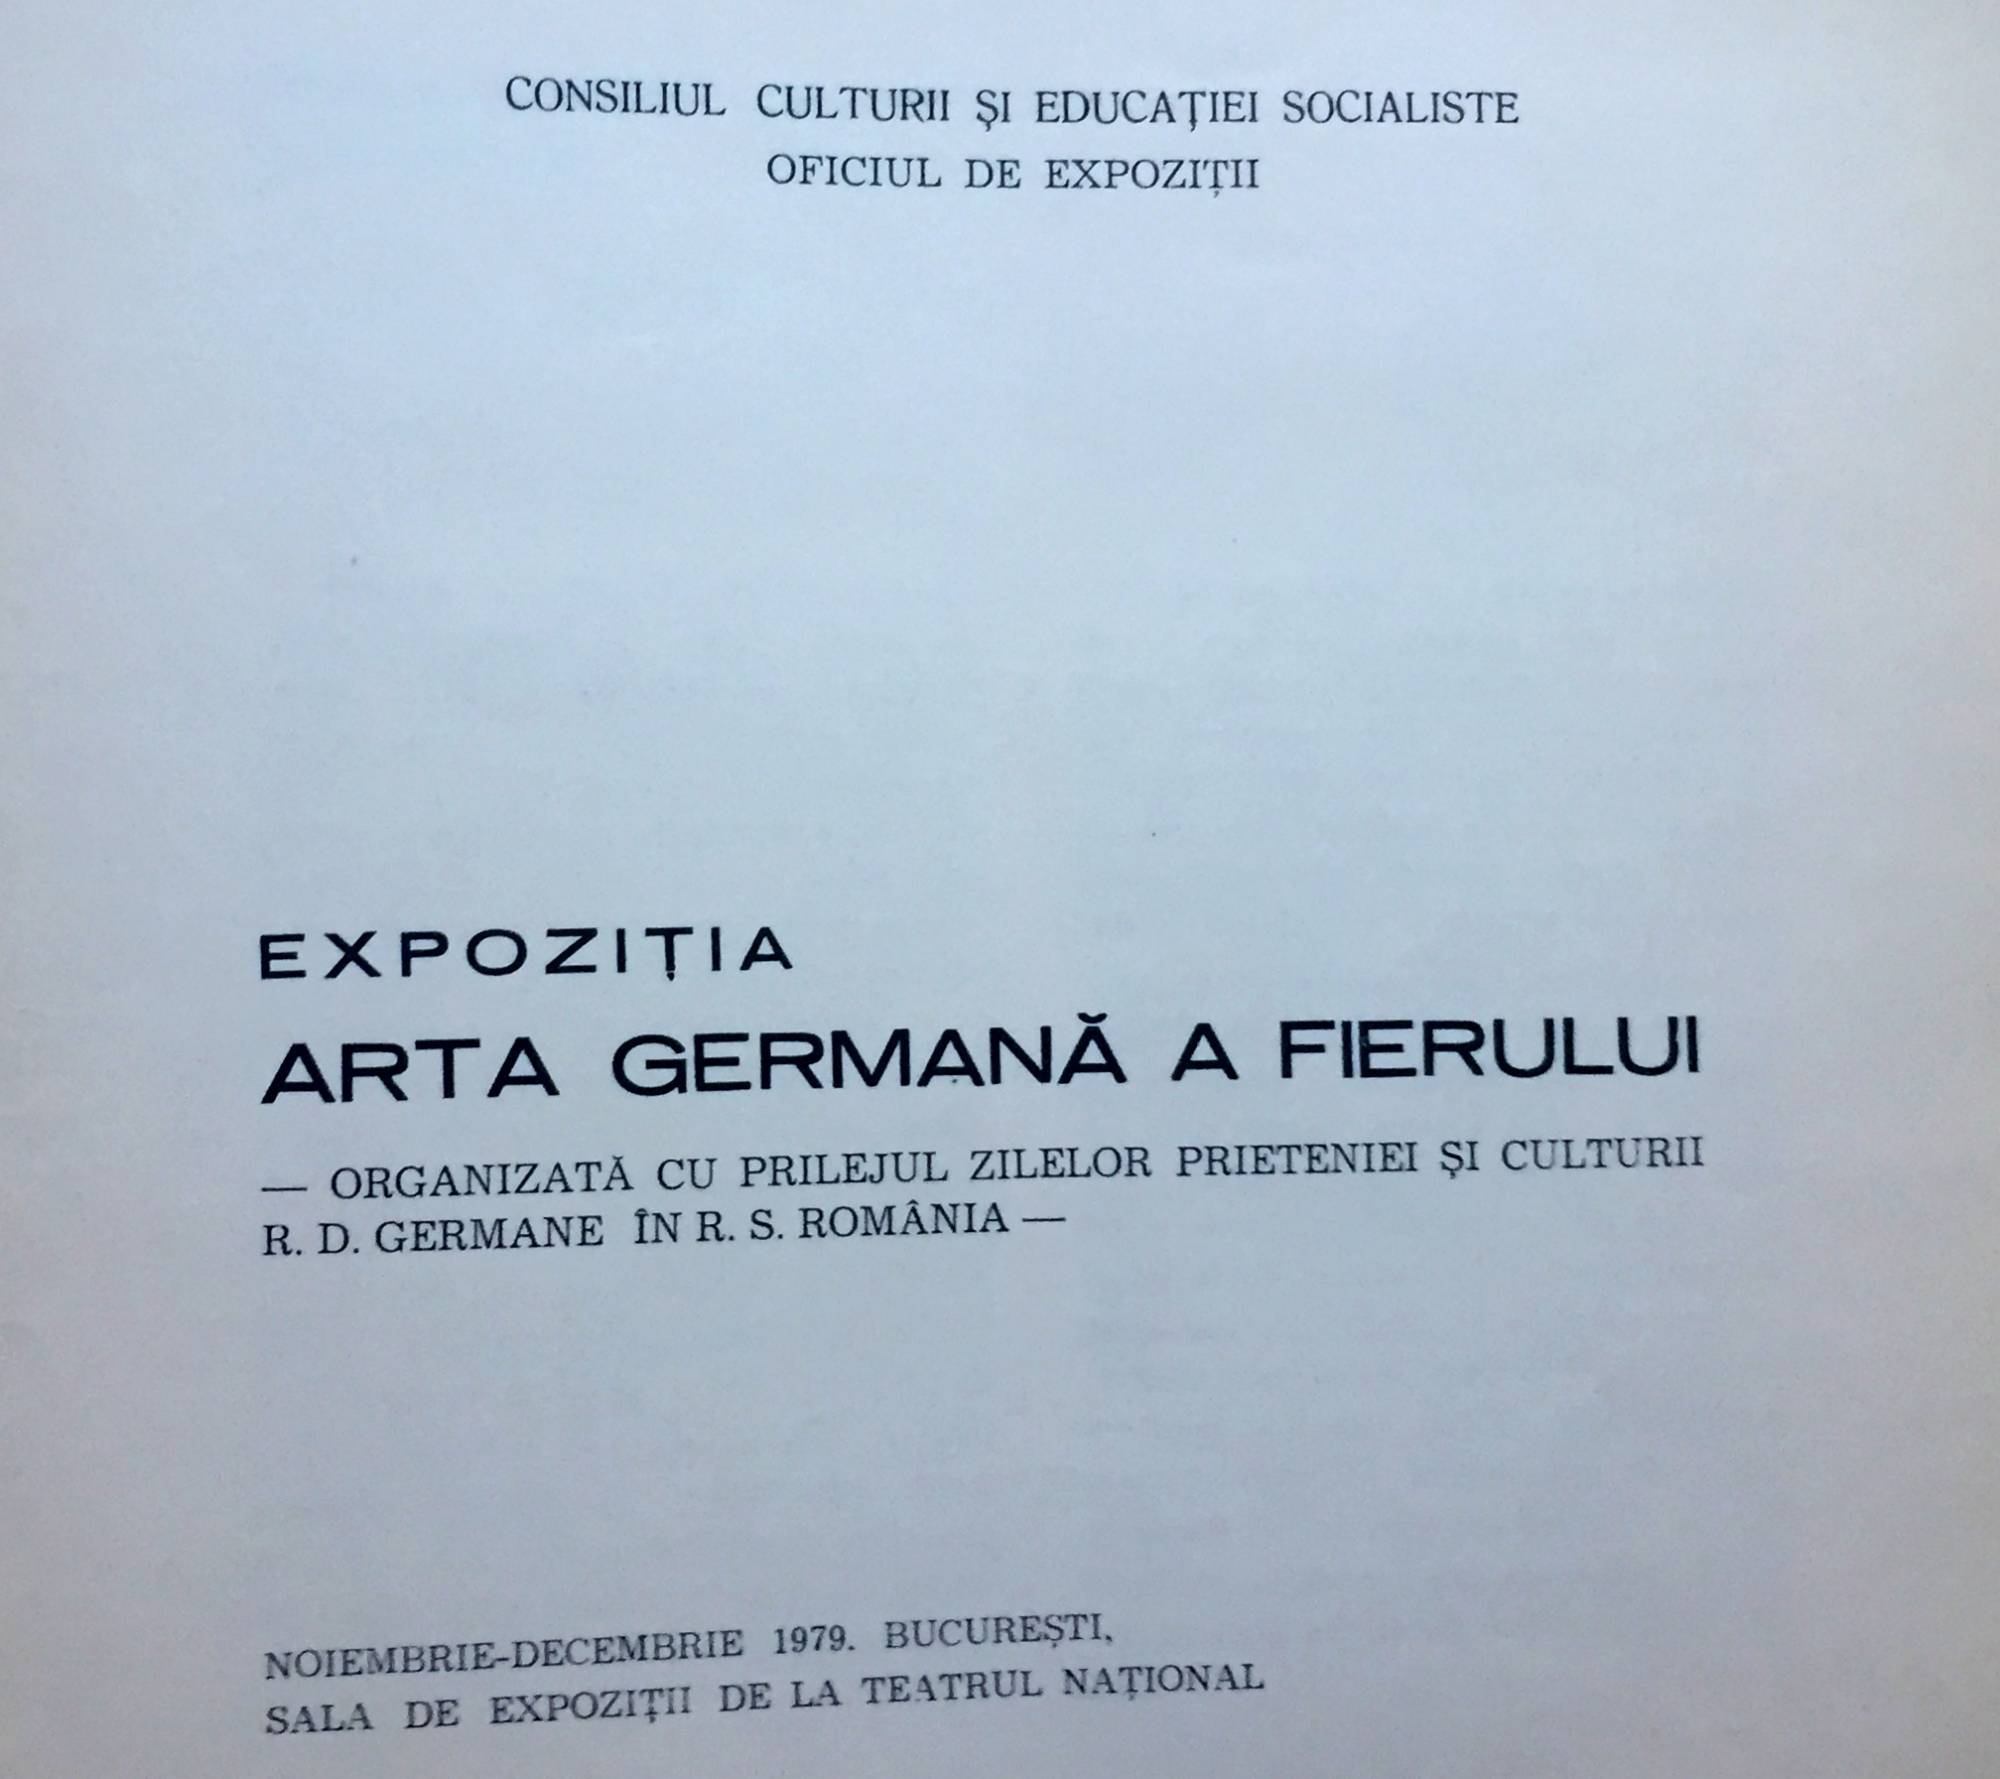 CONSILIUL CULTURII ŞI EDUCAŢIEI SOCIALISTE
OFICIUL DE EXPOZIŢII
EXPOZIŢIA
ARTA GERMANĂ A FIERULUI
— ORGANIZATĂ CU PRILEJUL ZILELOR PRIETENIEI ŞI CULTURII
R. D. GERMANE ÎN R. S. ROMÂNIA —
NOIEMBRIE-DECEMBRIE 1979. BUCUREŞTI,
SALA DE EXPOZIŢII DE LA TEATRUL NAŢIONAL